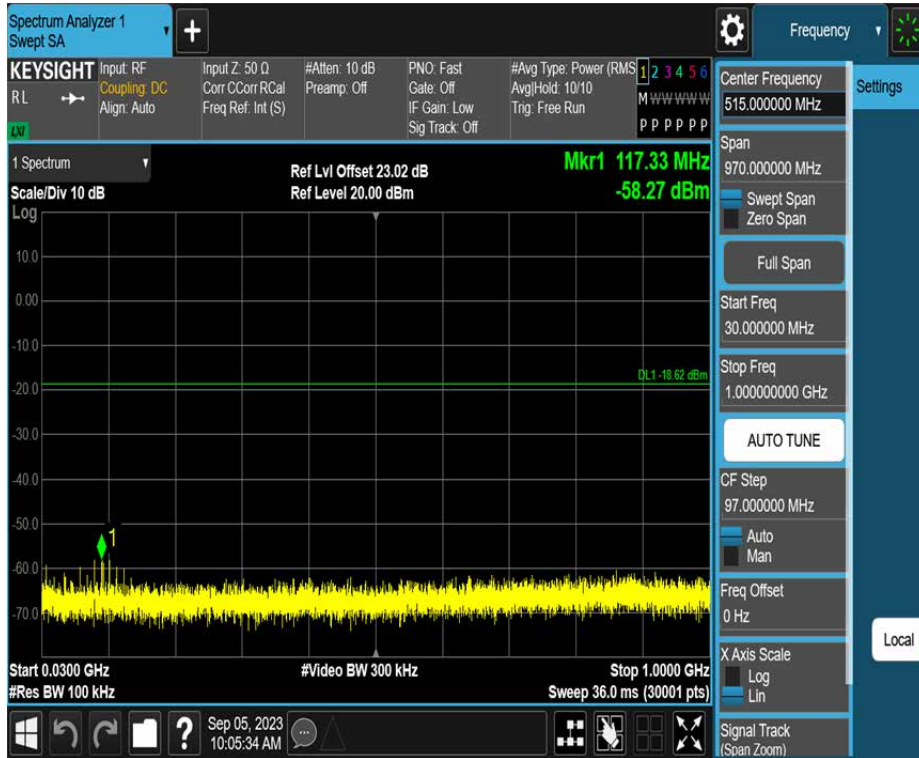 Spectrum Analyzer 1
Swept SA
+
Frequency
KEYSIGHT
RL
LXI
Input: RF
Coupling: DC
Align: Auto
Input Z: 50 Ω
Corr CCorr RCal
Freq Ref: Int (S)
#Atten: 10 dB
Preamp: Off
PNO: Fast
Gate: Off
IF Gain: Low
Sig Track: Off
#Avg Type: Power (RMS
Avg|Hold: 10/10
Trig: Free Run
1 2 3 4 5 6
M W W W W W
P P P P P P
1 Spectrum
Scale/Div 10 dB
Ref Lvl Offset 23.02 dB
Ref Level 20.00 dBm
Mkr1 117.33 MHz
-58.27 dBm
Log
10.0
0.00
-10.0
DL1 -18.62 dBm
-20.0
-30.0
-40.0
-50.0
1
-60.0
-70.0
Start 0.0300 GHz
#Res BW 100 kHz
#Video BW 300 kHz
Stop 1.0000 GHz
Sweep 36.0 ms (30001 pts)
?
Sep 05, 2023
10:05:34 AM
Center Frequency
515.000000 MHz
Span
970.000000 MHz
Swept Span
Zero Span
Full Span
Start Freq
30.000000 MHz
Stop Freq
1.000000000 GHz
AUTO TUNE
CF Step
97.000000 MHz
Auto
Man
Freq Offset
0 Hz
X Axis Scale
Log
Lin
Signal Track
(Span Zoom)
Settings
Local